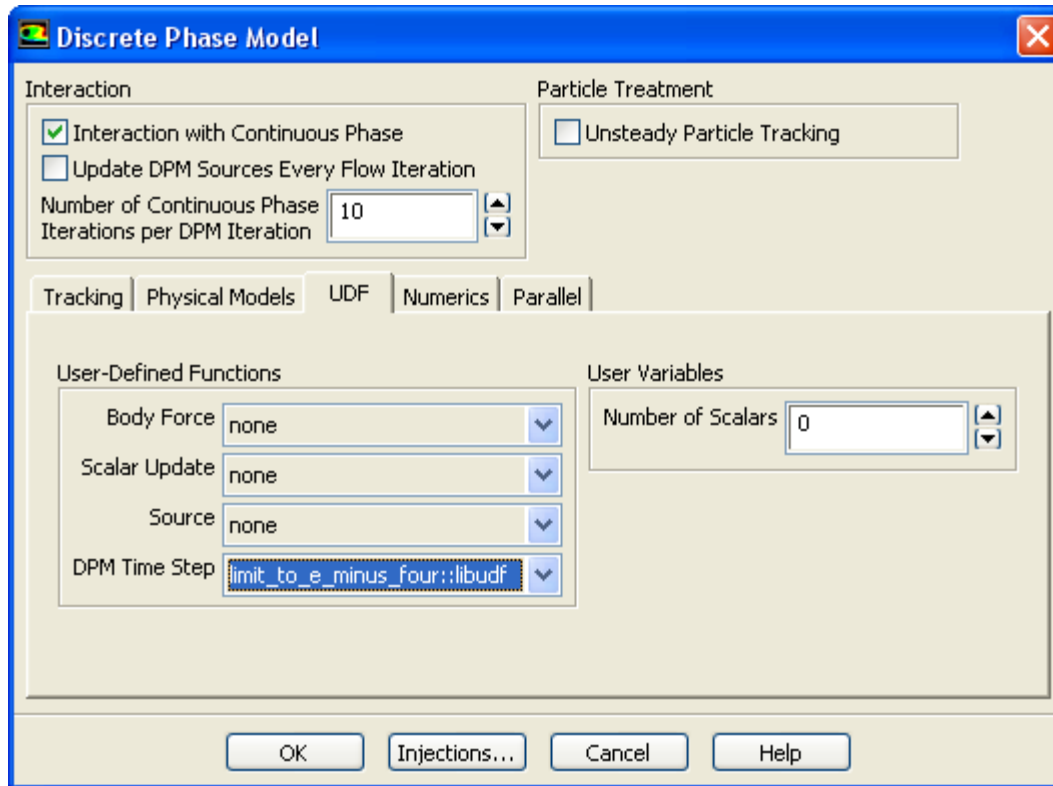 Discrete Phase Model
Interaction
Interaction with Continuous Phase
Update DPM Sources Every Flow Iteration
Number of Continuous Phase
Iterations per DPM Iteration
10
Particle Treatment
Unsteady Particle Tracking
Tracking Physical Models UDF Numerics Parallel
User-Defined Functions
Body Force none
Scalar Update none
Source none
DPM Time Step imit_to_e_minus_four::libudf
User Variables
Number of Scalars 0
OK Injections... Cancel Help